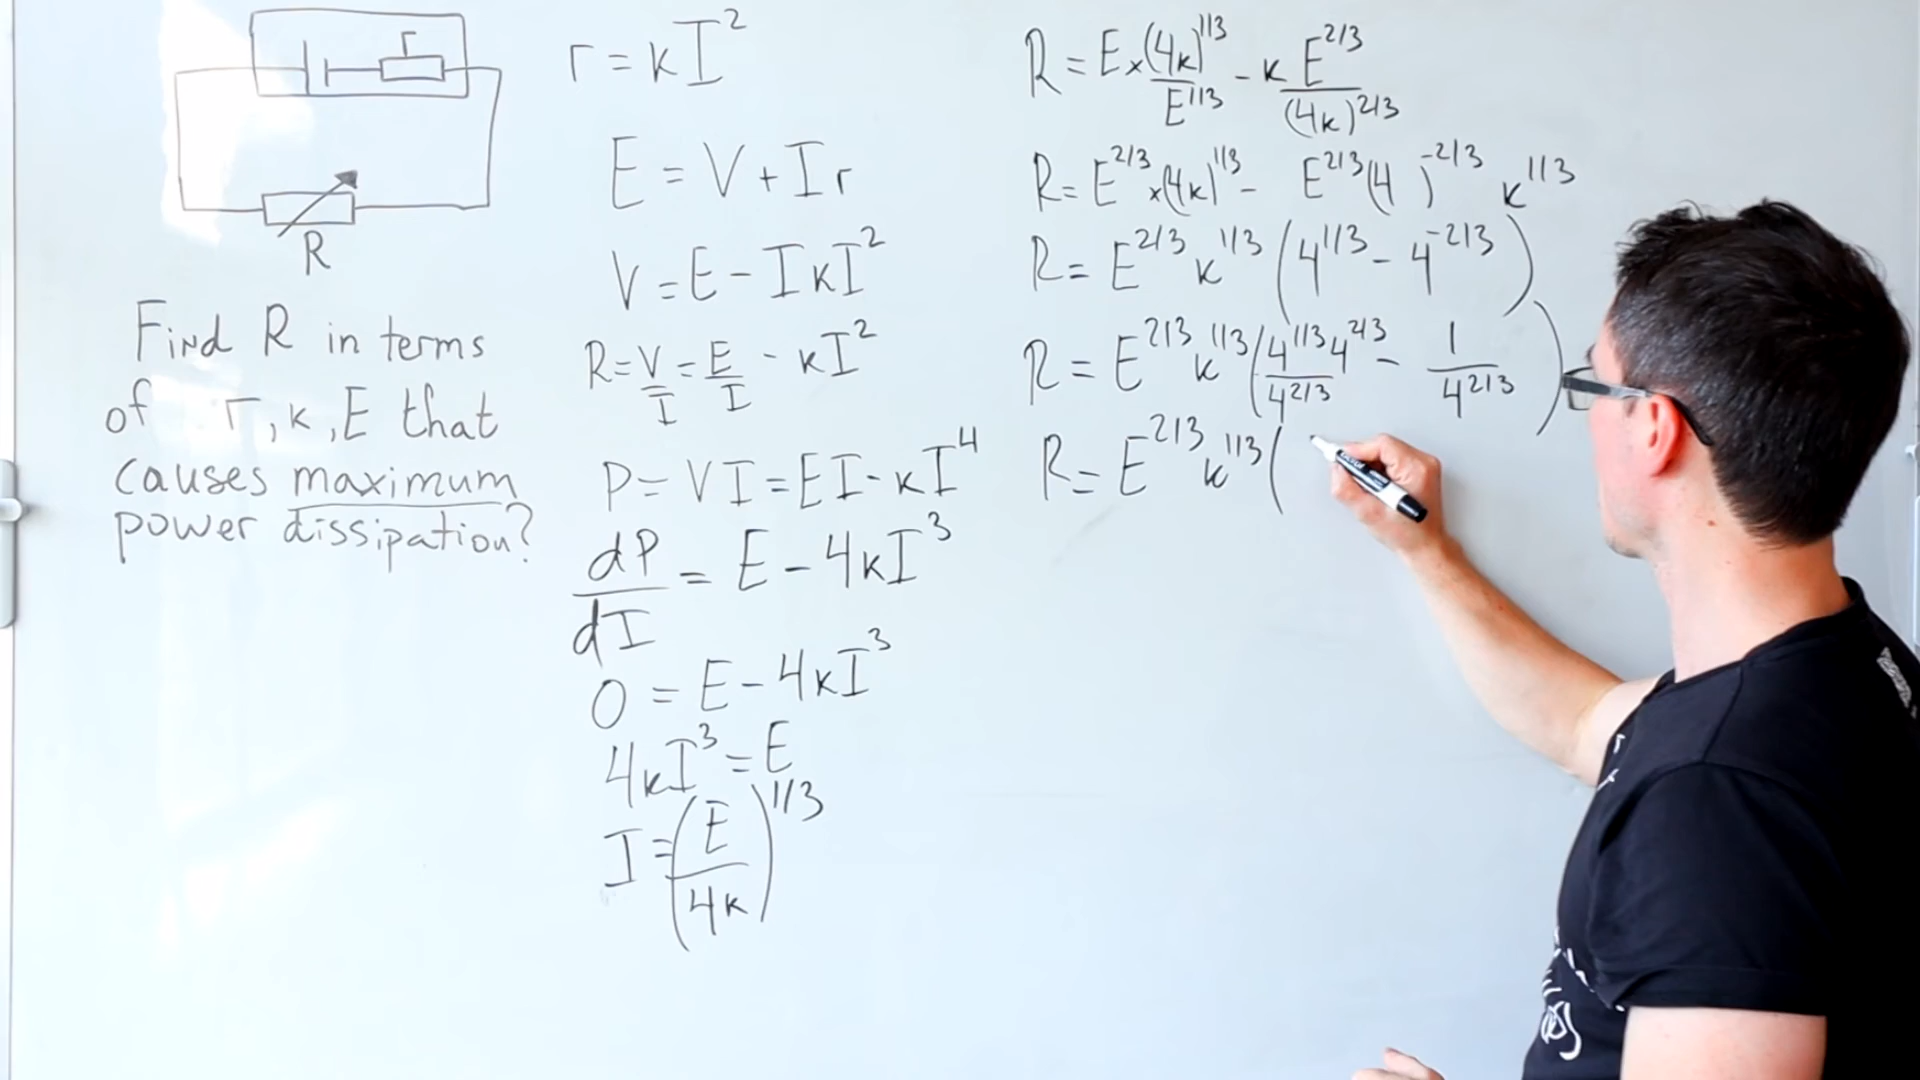 r
R
Find R in terms
of r, k, E that
causes maximum
power dissipation?
r = kI²
E = V + Ir
V = E - IkI²
R = V/I = E/I - kI²
P = VI = EI - kI⁴
dP/dI = E - 4kI³
0 = E - 4kI³
4kI³ = E
I = (E/4k)^1/3
R = E × (4k)^1/3 / E^1/3 - k E^2/3 / (4k)^2/3
R = E^2/3 × (4k)^1/3 - E^2/3 (4 )^-2/3 k^1/3
R = E^2/3 k^1/3 (4^1/3 - 4^-2/3)
R = E^2/3 k^1/3 (4^1/3 4^2/3 / 4^2/3 - 1 / 4^2/3)
R = E^2/3 k^1/3 (